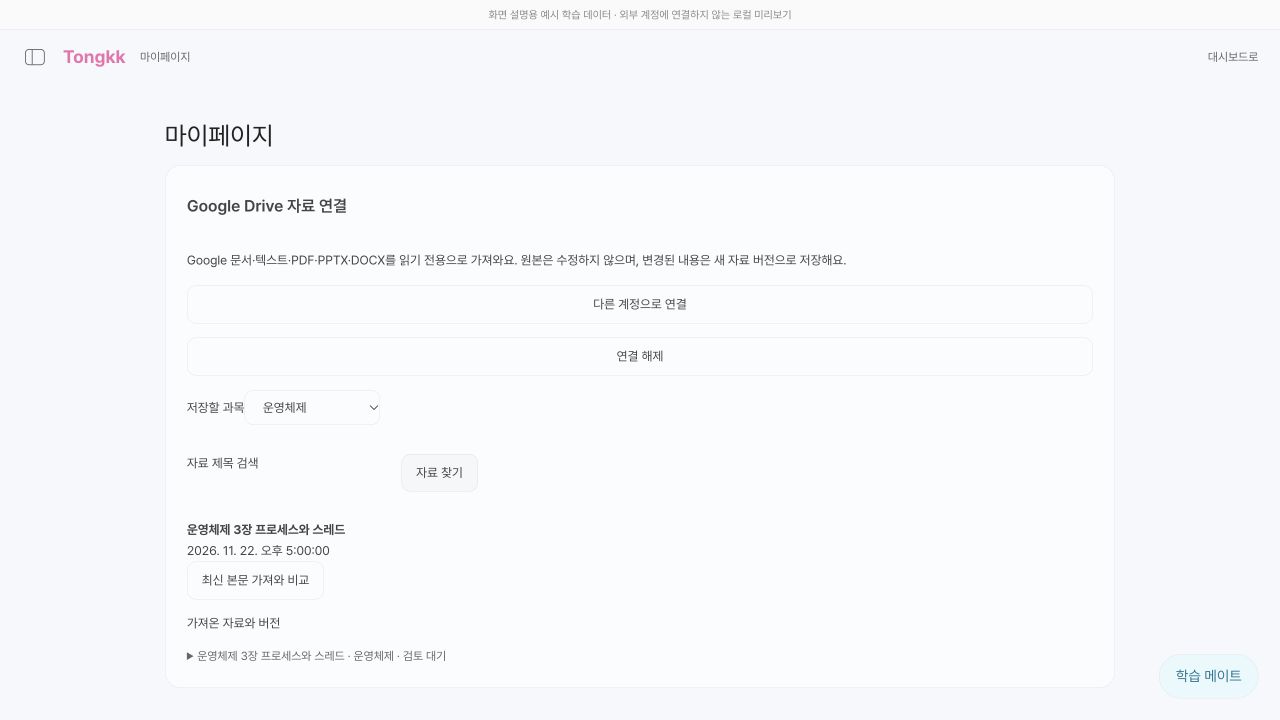 화면 설명용 예시 학습 데이터 · 외부 계정에 연결하지 않는 로컬 미리보기
Tongkk 마이페이지 대시보드로
마이페이지
Google Drive 자료 연결
Google 문서·텍스트·PDF·PPTX·DOCX를 읽기 전용으로 가져와요. 원본은 수정하지 않으며, 변경된 내용은 새 자료 버전으로 저장해요.
다른 계정으로 연결
연결 해제
저장할 과목 운영체제
자료 제목 검색 자료 찾기
운영체제 3장 프로세스와 스레드
2026. 11. 22. 오후 5:00:00
최신 본문 가져와 비교
가져온 자료와 버전
▶ 운영체제 3장 프로세스와 스레드 · 운영체제 · 검토 대기
학습 메이트